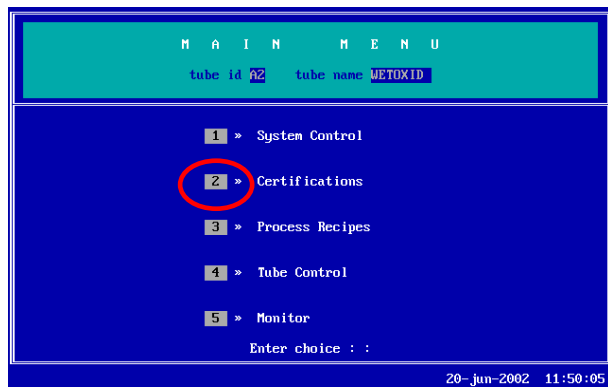 M A I N M E N U
tube id A2 tube name WETOXID
1 » System Control
2 » Certifications
3 » Process Recipes
4 » Tube Control
5 » Monitor
Enter choice : :
20-jun-2002 11:50:05